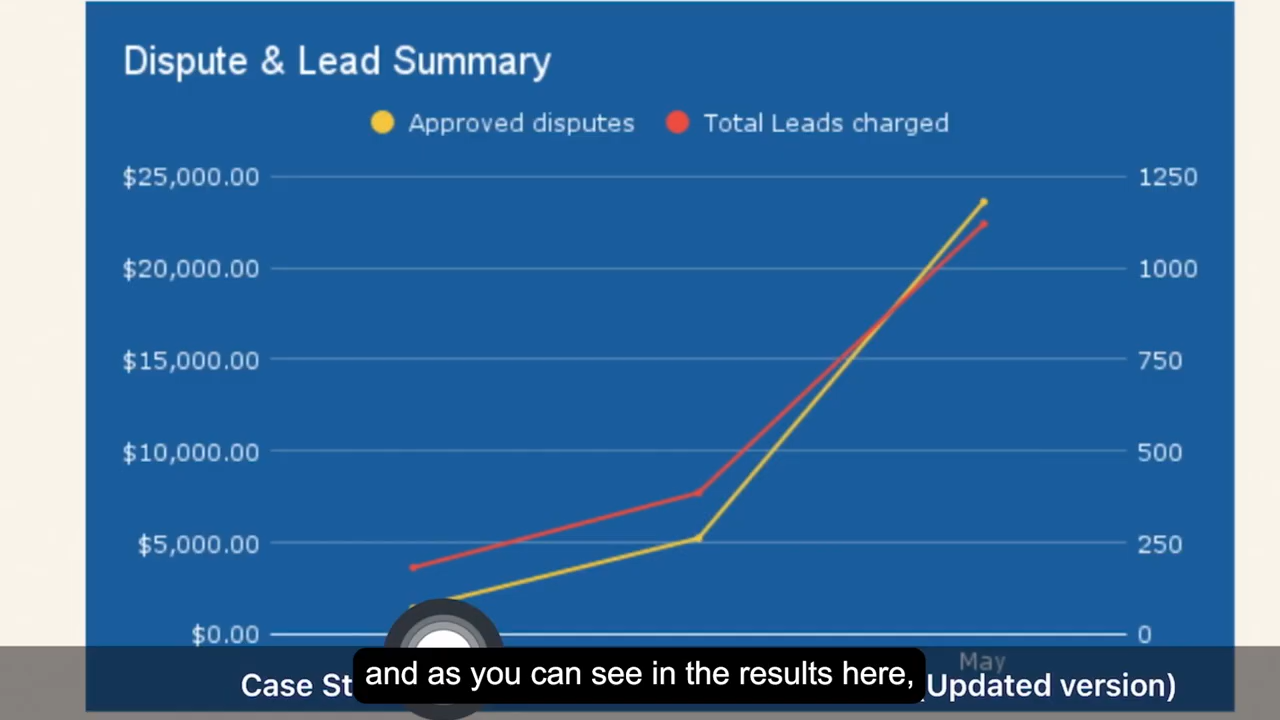 Dispute & Lead Summary
Approved disputes Total Leads charged
$25,000.00 1250
$20,000.00 1000
$15,000.00 750
$10,000.00 500
$5,000.00 250
$0.00 0
May
and as you can see in the results here,
Case St
(Updated version)